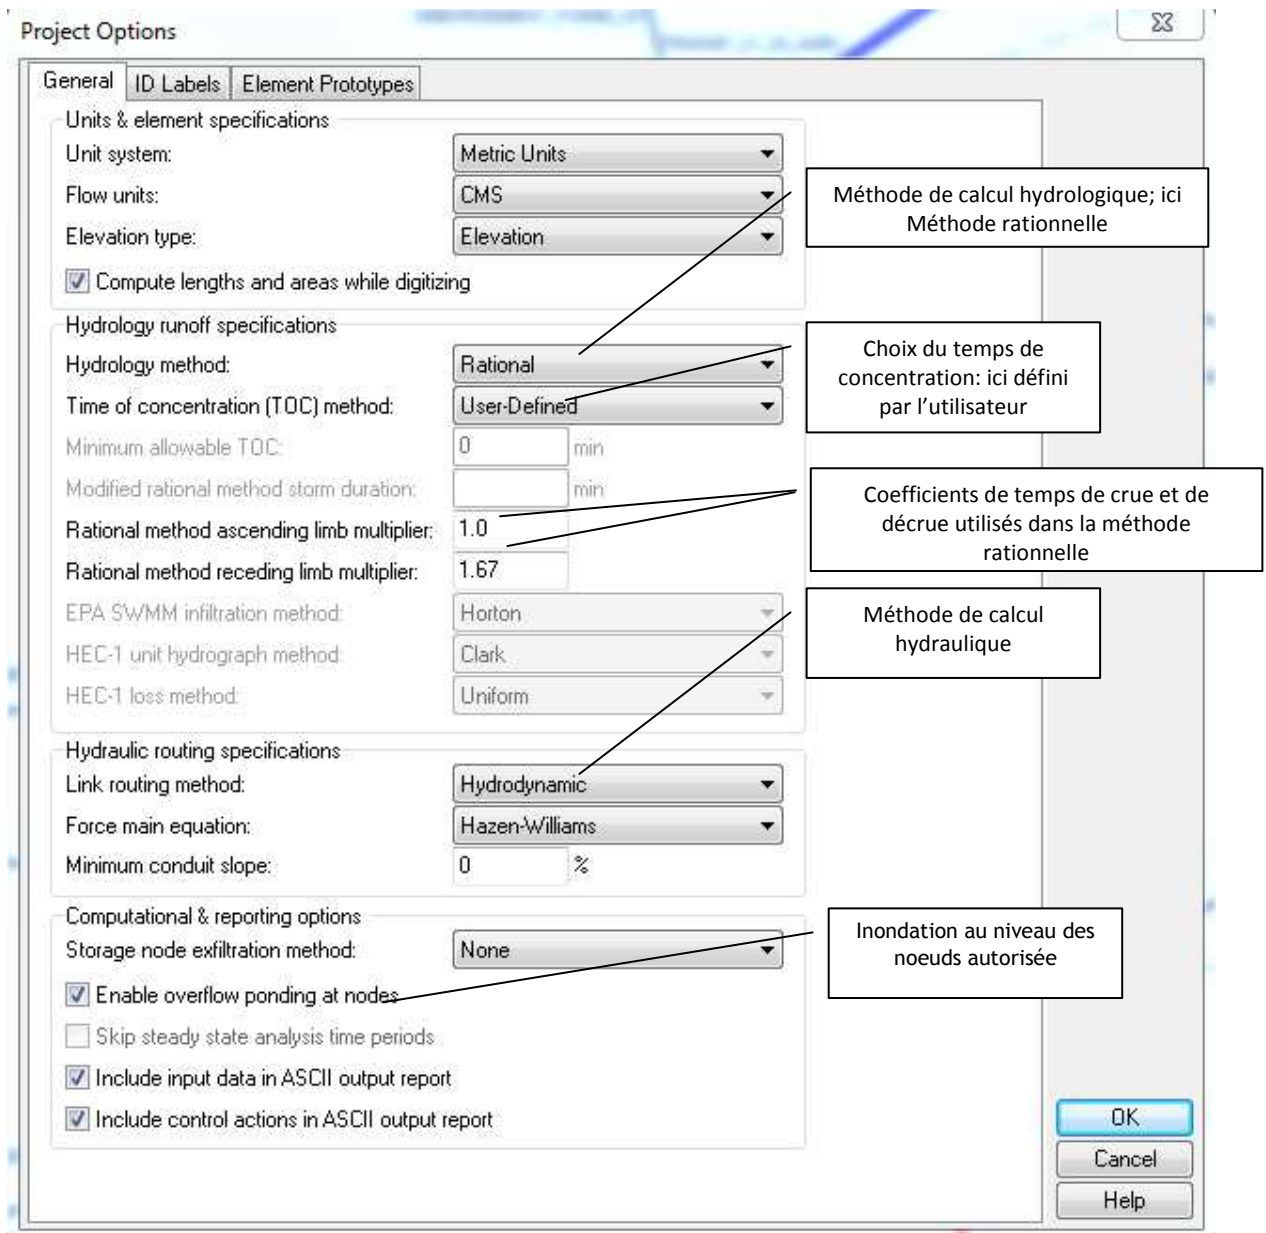 Project Options
General ID Labels Element Prototypes
Units & element specifications
Unit system: Metric Units
Flow units: CMS
Elevation type: Elevation
Compute lengths and areas while digitizing
Méthode de calcul hydrologique; ici
Méthode rationnelle
Hydrology runoff specifications
Hydrology method: Rational
Time of concentration (TOC) method: User-Defined
Choix du temps de
concentration: ici défini
par l’utilisateur
Minimum allowable TOC: 0 min
Modified rational method storm duration: min
Rational method ascending limb multiplier: 1.0
Rational method receding limb multiplier: 1.67
Coefficients de temps de crue et de
décrue utilisés dans la méthode
rationnelle
EPA SWMM infiltration method: Horton
HEC-1 unit hydrograph method: Clark
HEC-1 loss method: Uniform
Méthode de calcul
hydraulique
Hydraulic routing specifications
Link routing method: Hydrodynamic
Force main equation: Hazen-Williams
Minimum conduit slope: 0 %
Computational & reporting options
Storage node exfiltration method: None
Inondation au niveau des
noeuds autorisée
Enable overflow ponding at nodes
Skip steady state analysis time periods
Include input data in ASCII output report
Include control actions in ASCII output report
OK
Cancel
Help